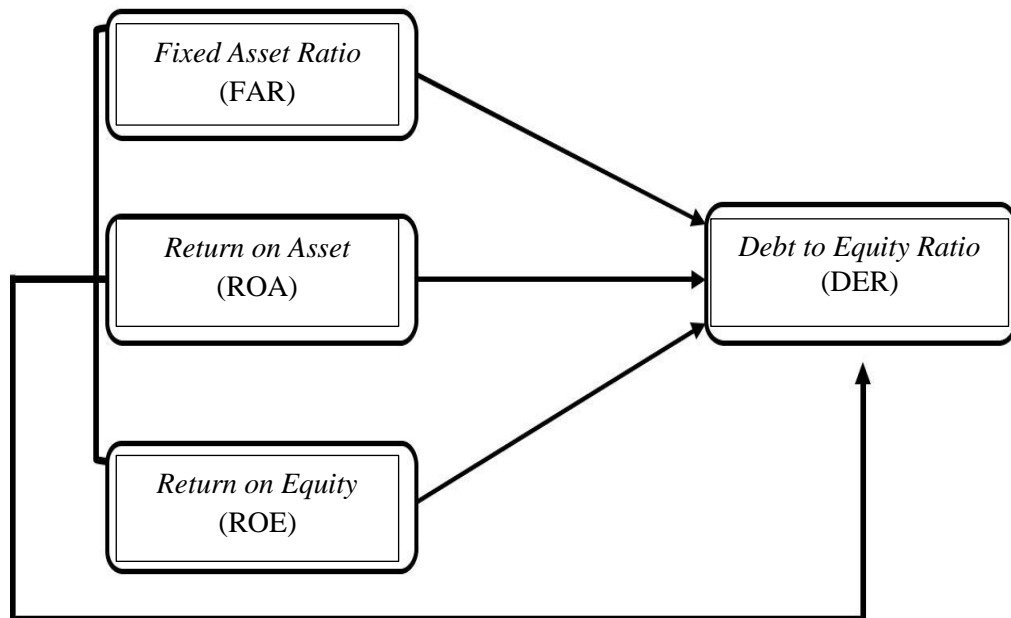 Fixed Asset Ratio
(FAR)
Return on Asset
(ROA)
Debt to Equity Ratio
(DER)
Return on Equity
(ROE)